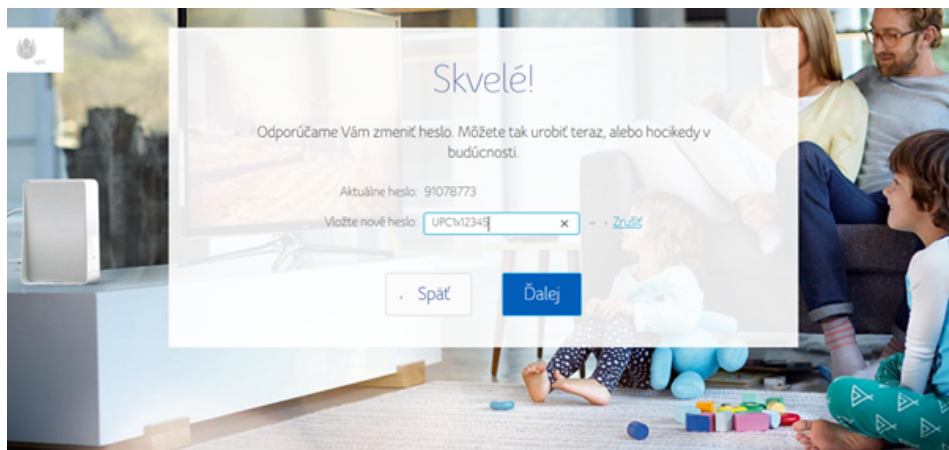 upc
Skvelé!
Odporúčame Vám zmeniť heslo. Môžete tak urobiť teraz, alebo hocikedy v
budúcnosti.
Aktuálne heslo: 91078773
Vložte nové heslo: UPC1x12345 × Zrušiť
Späť
Ďalej